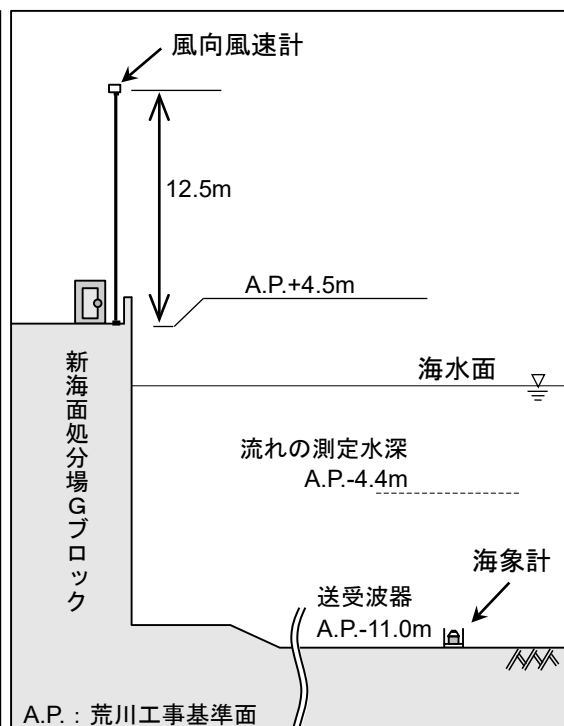 風向風速計
12.5m
A.P.+4.5m
海水面
新海面処分場Gブロック
流れの測定水深
A.P.-4.4m
海象計
送受波器
A.P.-11.0m
A.P.：荒川工事基準面